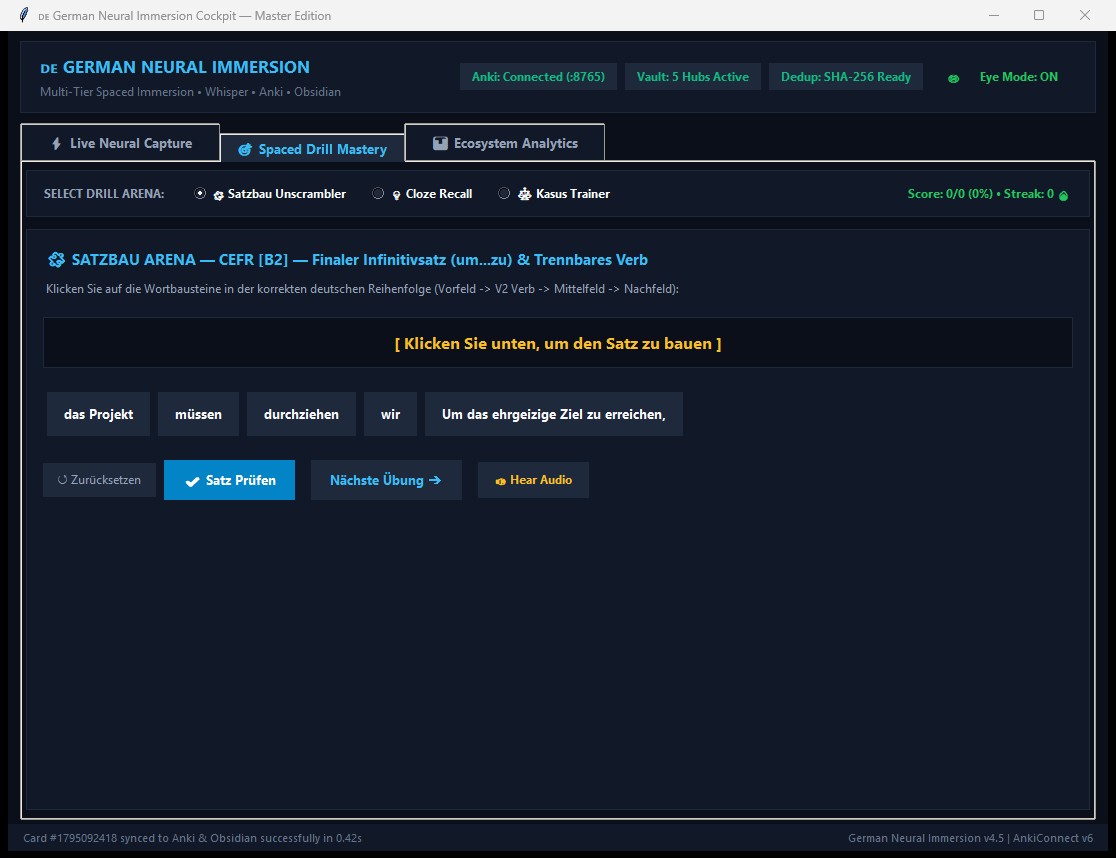 DE German Neural Immersion Cockpit — Master Edition
DE GERMAN NEURAL IMMERSION
Multi-Tier Spaced Immersion • Whisper • Anki • Obsidian
Anki: Connected (:8765) Vault: 5 Hubs Active Dedup: SHA-256 Ready Eye Mode: ON
Live Neural Capture Spaced Drill Mastery Ecosystem Analytics
SELECT DRILL ARENA: Satzbau Unscrambler Cloze Recall Kasus Trainer Score: 0/0 (0%) • Streak: 0
SATZBAU ARENA — CEFR [B2] — Finaler Infinitivsatz (um...zu) & Trennbares Verb
Klicken Sie auf die Wortbausteine in der korrekten deutschen Reihenfolge (Vorfeld -> V2 Verb -> Mittelfeld -> Nachfeld):
[ Klicken Sie unten, um den Satz zu bauen ]
das Projekt müssen durchziehen wir Um das ehrgeizige Ziel zu erreichen,
Zurücksetzen Satz Prüfen Nächste Übung → Hear Audio
Card #1795092418 synced to Anki & Obsidian successfully in 0.42s German Neural Immersion v4.5 | AnkiConnect v6